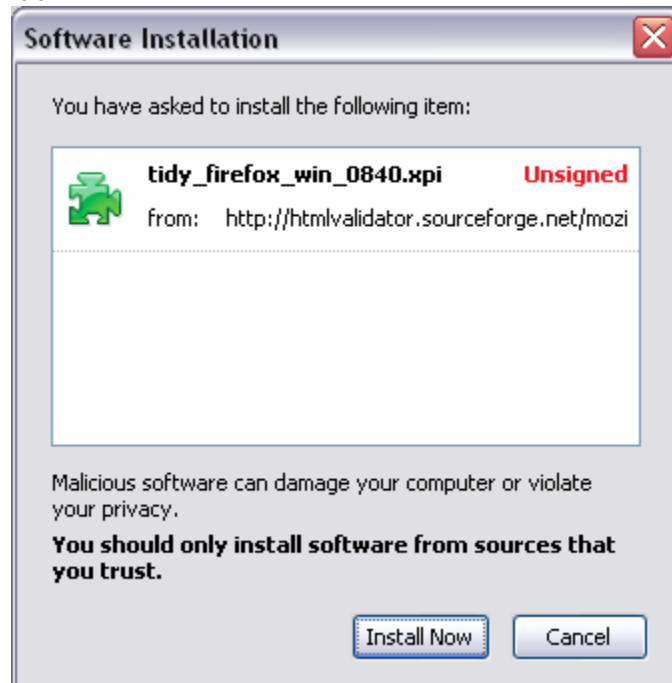 Software Installation
You have asked to install the following item:
tidy_firefox_win_0840.xpi Unsigned
from: http://htmlvalidator.sourceforge.net/mozi
Malicious software can damage your computer or violate
your privacy.
You should only install software from sources that
you trust.
Install Now Cancel